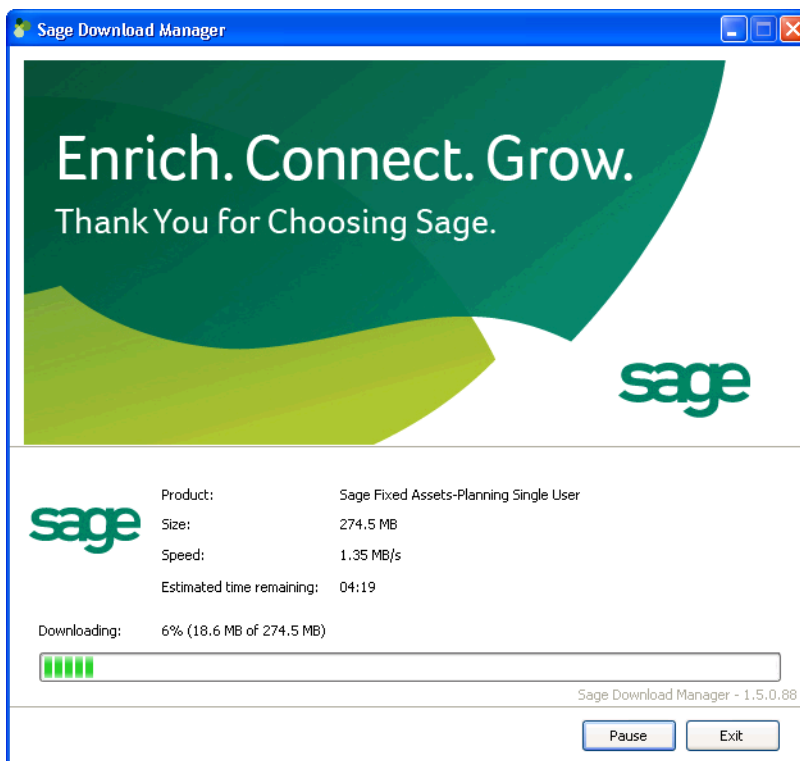 Sage Download Manager
Enrich. Connect. Grow.
Thank You for Choosing Sage.
sage
sage
Product: Sage Fixed Assets-Planning Single User
Size: 274.5 MB
Speed: 1.35 MB/s
Estimated time remaining: 04:19
Downloading: 6% (18.6 MB of 274.5 MB)
Sage Download Manager - 1.5.0.88
Pause Exit